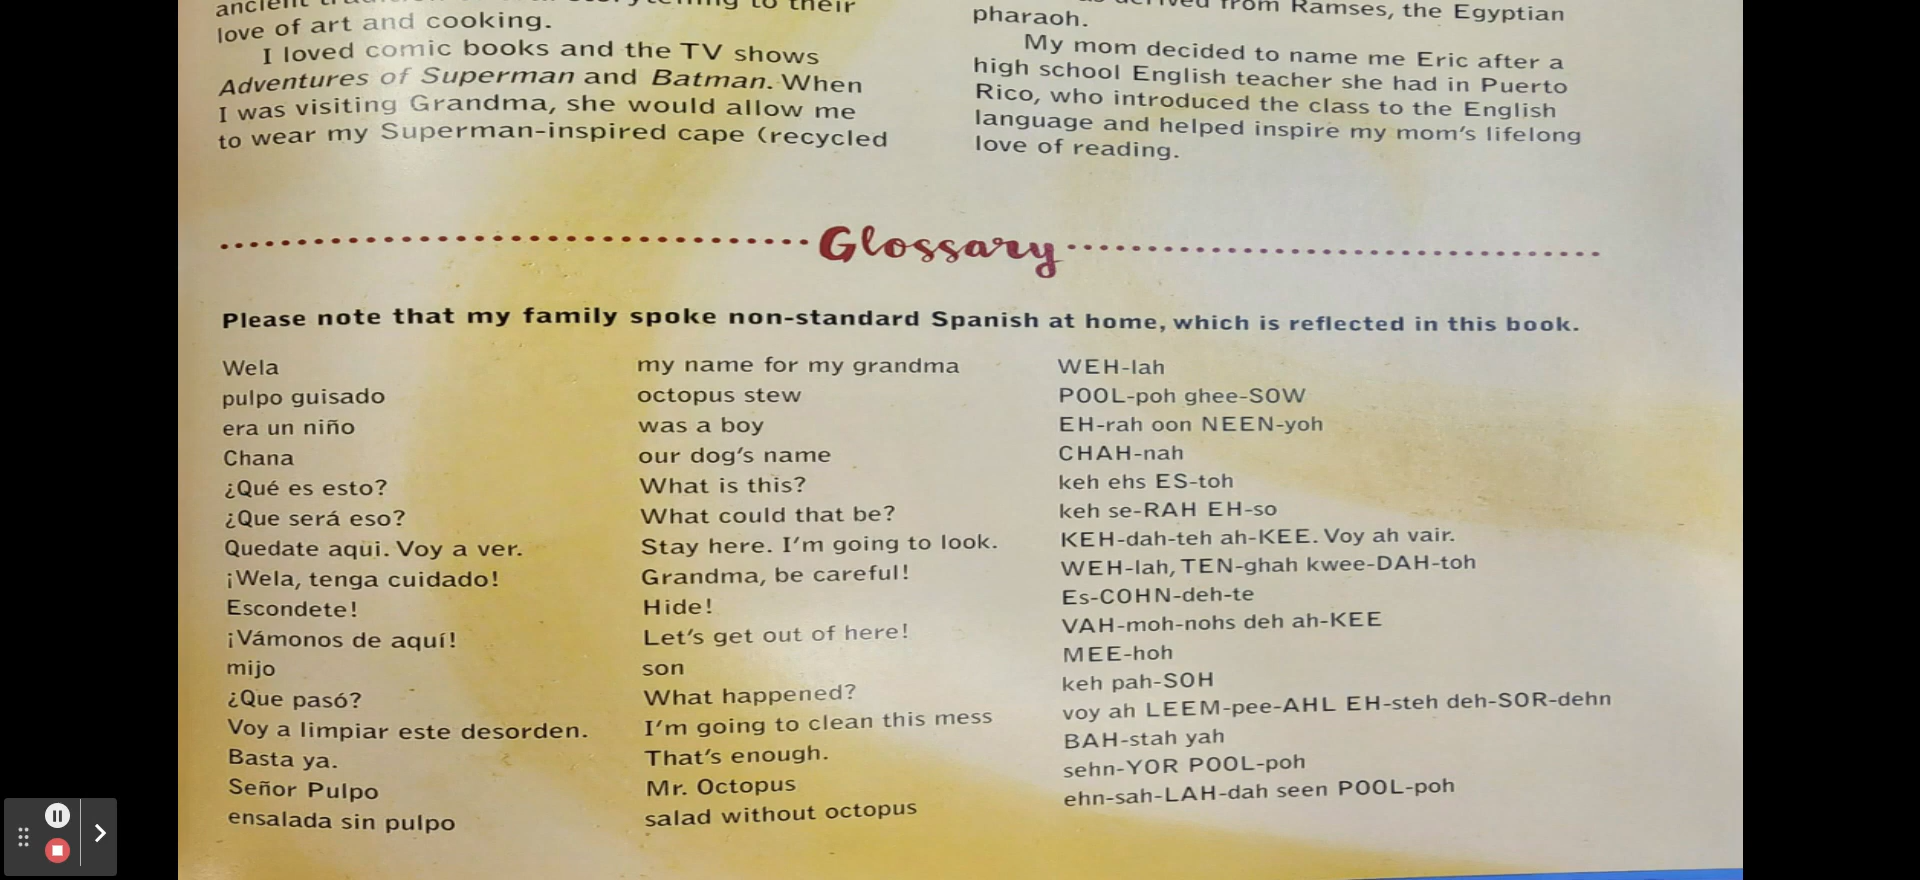 love of art and cooking.
I loved comic books and the TV shows
Adventures of Superman and Batman. When
I was visiting Grandma, she would allow me
to wear my Superman-inspired cape (recycled
from Ramses, the Egyptian
pharaoh.
My mom decided to name me Eric after a
high school English teacher she had in Puerto
Rico, who introduced the class to the English
language and helped inspire my mom's lifelong
love of reading.
Glossary
Please note that my family spoke non-standard Spanish at home, which is reflected in this book.
Wela my name for my grandma WEH-lah
pulpo guisado octopus stew POOL-poh ghee-SOW
era un niño was a boy EH-rah oon NEEN-yoh
Chana our dog's name CHAH-nah
¿Qué es esto? What is this? keh ehs ES-toh
¿Que será eso? What could that be? keh se-RAH EH-so
Quedate aqui. Voy a ver. Stay here. I'm going to look. KEH-dah-teh ah-KEE. Voy ah vair.
¡Wela, tenga cuidado! Grandma, be careful! WEH-lah, TEN-ghah kwee-DAH-toh
Escondete! Hide! Es-COHN-deh-te
¡Vámonos de aquí! Let's get out of here! VAH-moh-nohs deh ah-KEE
mijo son MEE-hoh
¿Que pasó? What happened? keh pah-SOH
Voy a limpiar este desorden. I'm going to clean this mess voy ah LEEM-pee-AHL EH-steh deh-SOR-dehn
Basta ya. That's enough. BAH-stah yah
Señor Pulpo Mr. Octopus sehn-YOR POOL-poh
ensalada sin pulpo salad without octopus ehn-sah-LAH-dah seen POOL-poh